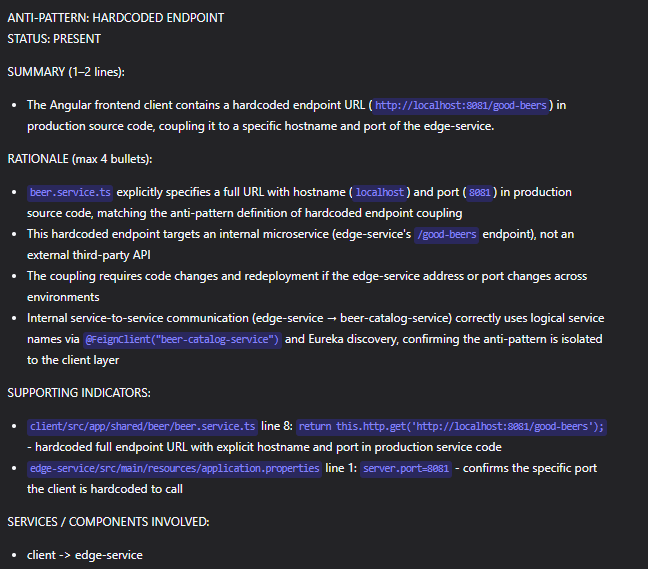 ANTI-PATTERN: HARDCODED ENDPOINT
STATUS: PRESENT
SUMMARY (1–2 lines):
• The Angular frontend client contains a hardcoded endpoint URL ( http://localhost:8081/good-beers ) in
production source code, coupling it to a specific hostname and port of the edge-service.
RATIONALE (max 4 bullets):
• beer.service.ts explicitly specifies a full URL with hostname ( localhost ) and port ( 8081 ) in production
source code, matching the anti-pattern definition of hardcoded endpoint coupling
• This hardcoded endpoint targets an internal microservice (edge-service's /good-beers endpoint), not an
external third-party API
• The coupling requires code changes and redeployment if the edge-service address or port changes across
environments
• Internal service-to-service communication (edge-service → beer-catalog-service) correctly uses logical service
names via @FeignClient("beer-catalog-service") and Eureka discovery, confirming the anti-pattern is isolated
to the client layer
SUPPORTING INDICATORS:
• client/src/app/shared/beer/beer.service.ts line 8: return this.http.get('http://localhost:8081/good-beers');
- hardcoded full endpoint URL with explicit hostname and port in production service code
• edge-service/src/main/resources/application.properties line 1: server.port=8081 - confirms the specific port
the client is hardcoded to call
SERVICES / COMPONENTS INVOLVED:
• client -> edge-service